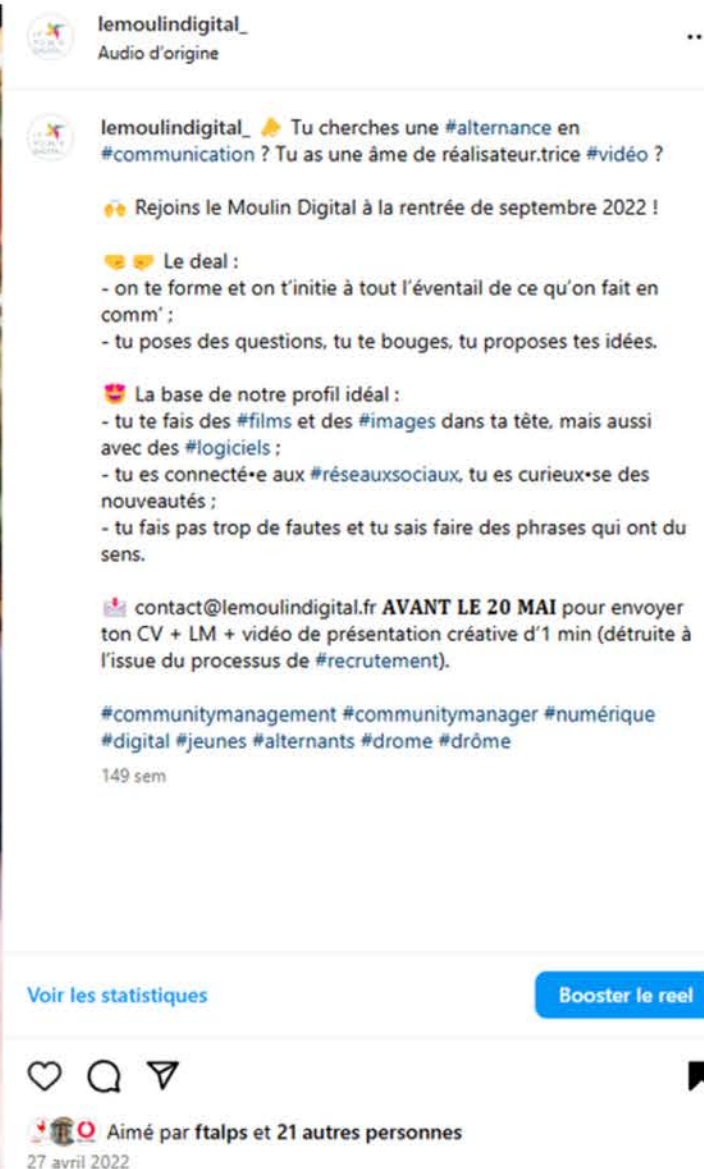 lemoulindigital_
Audio d'origine
lemoulindigital_ 📣 Tu cherches une #alternance en
#communication ? Tu as une âme de réalisateur.trice #vidéo ?
🙌 Rejoins le Moulin Digital à la rentrée de septembre 2022 !
🤜🤛 Le deal :
- on te forme et on t'initie à tout l'éventail de ce qu'on fait en
comm' ;
- tu poses des questions, tu te bouges, tu proposes tes idées.
🤩 La base de notre profil idéal :
- tu te fais des #films et des #images dans ta tête, mais aussi
avec des #logiciels ;
- tu es connecté•e aux #réseauxsociaux, tu es curieux•se des
nouveautés ;
- tu fais pas trop de fautes et tu sais faire des phrases qui ont du
sens.
📩 contact@lemoulindigital.fr AVANT LE 20 MAI pour envoyer
ton CV + LM + vidéo de présentation créative d'1 min (détruite à
l'issue du processus de #recrutement).
#communitymanagement #communitymanager #numérique
#digital #jeunes #alternants #drome #drôme
149 sem
Voir les statistiques
Booster le reel
Aimé par ftalps et 21 autres personnes
27 avril 2022